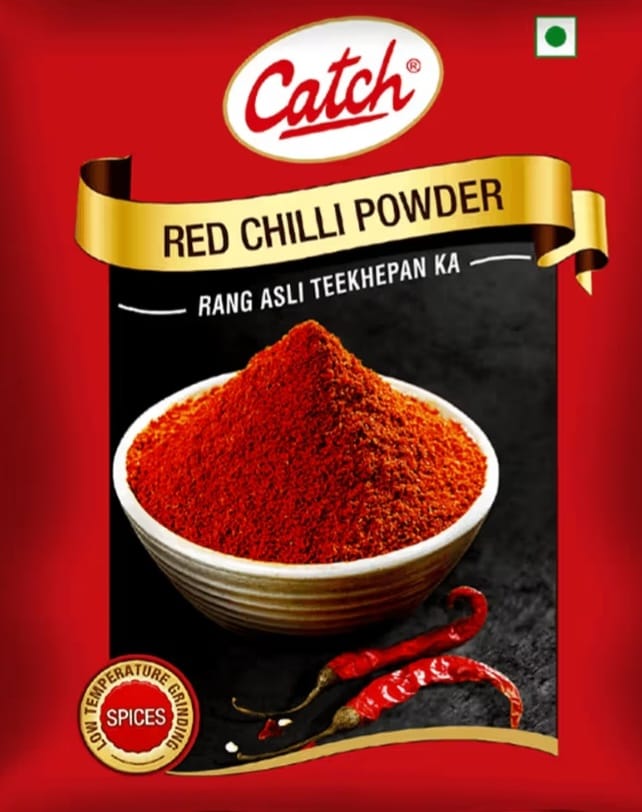 Catch®
RED CHILLI POWDER
RANG ASLI TEEKHEPAN KA
LOW TEMPERATURE GRINDING
SPICES